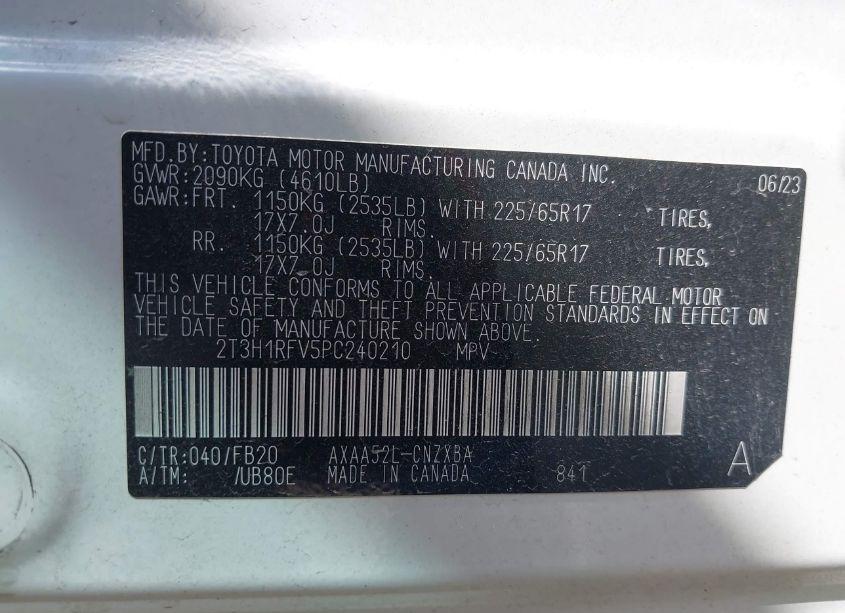 MFD.BY:TOYOTA MOTOR MANUFACTURING CANADA INC.
GVWR:2090KG (4610LB) 06/23
GAWR:FRT. 1150KG (2535LB) WITH 225/65R17 TIRES,
17X7.0J RIMS.
RR. 1150KG (2535LB) WITH 225/65R17 TIRES,
17X7.0J RIMS.
THIS VEHICLE CONFORMS TO ALL APPLICABLE FEDERAL MOTOR
VEHICLE SAFETY AND THEFT PREVENTION STANDARDS IN EFFECT ON
THE DATE OF MANUFACTURE SHOWN ABOVE.
2T3H1RFV5PC240210 MPV
C/TR:040/FB20 AXAA52L-CNZXBA
A/TM: /UB80E MADE IN CANADA 841 A